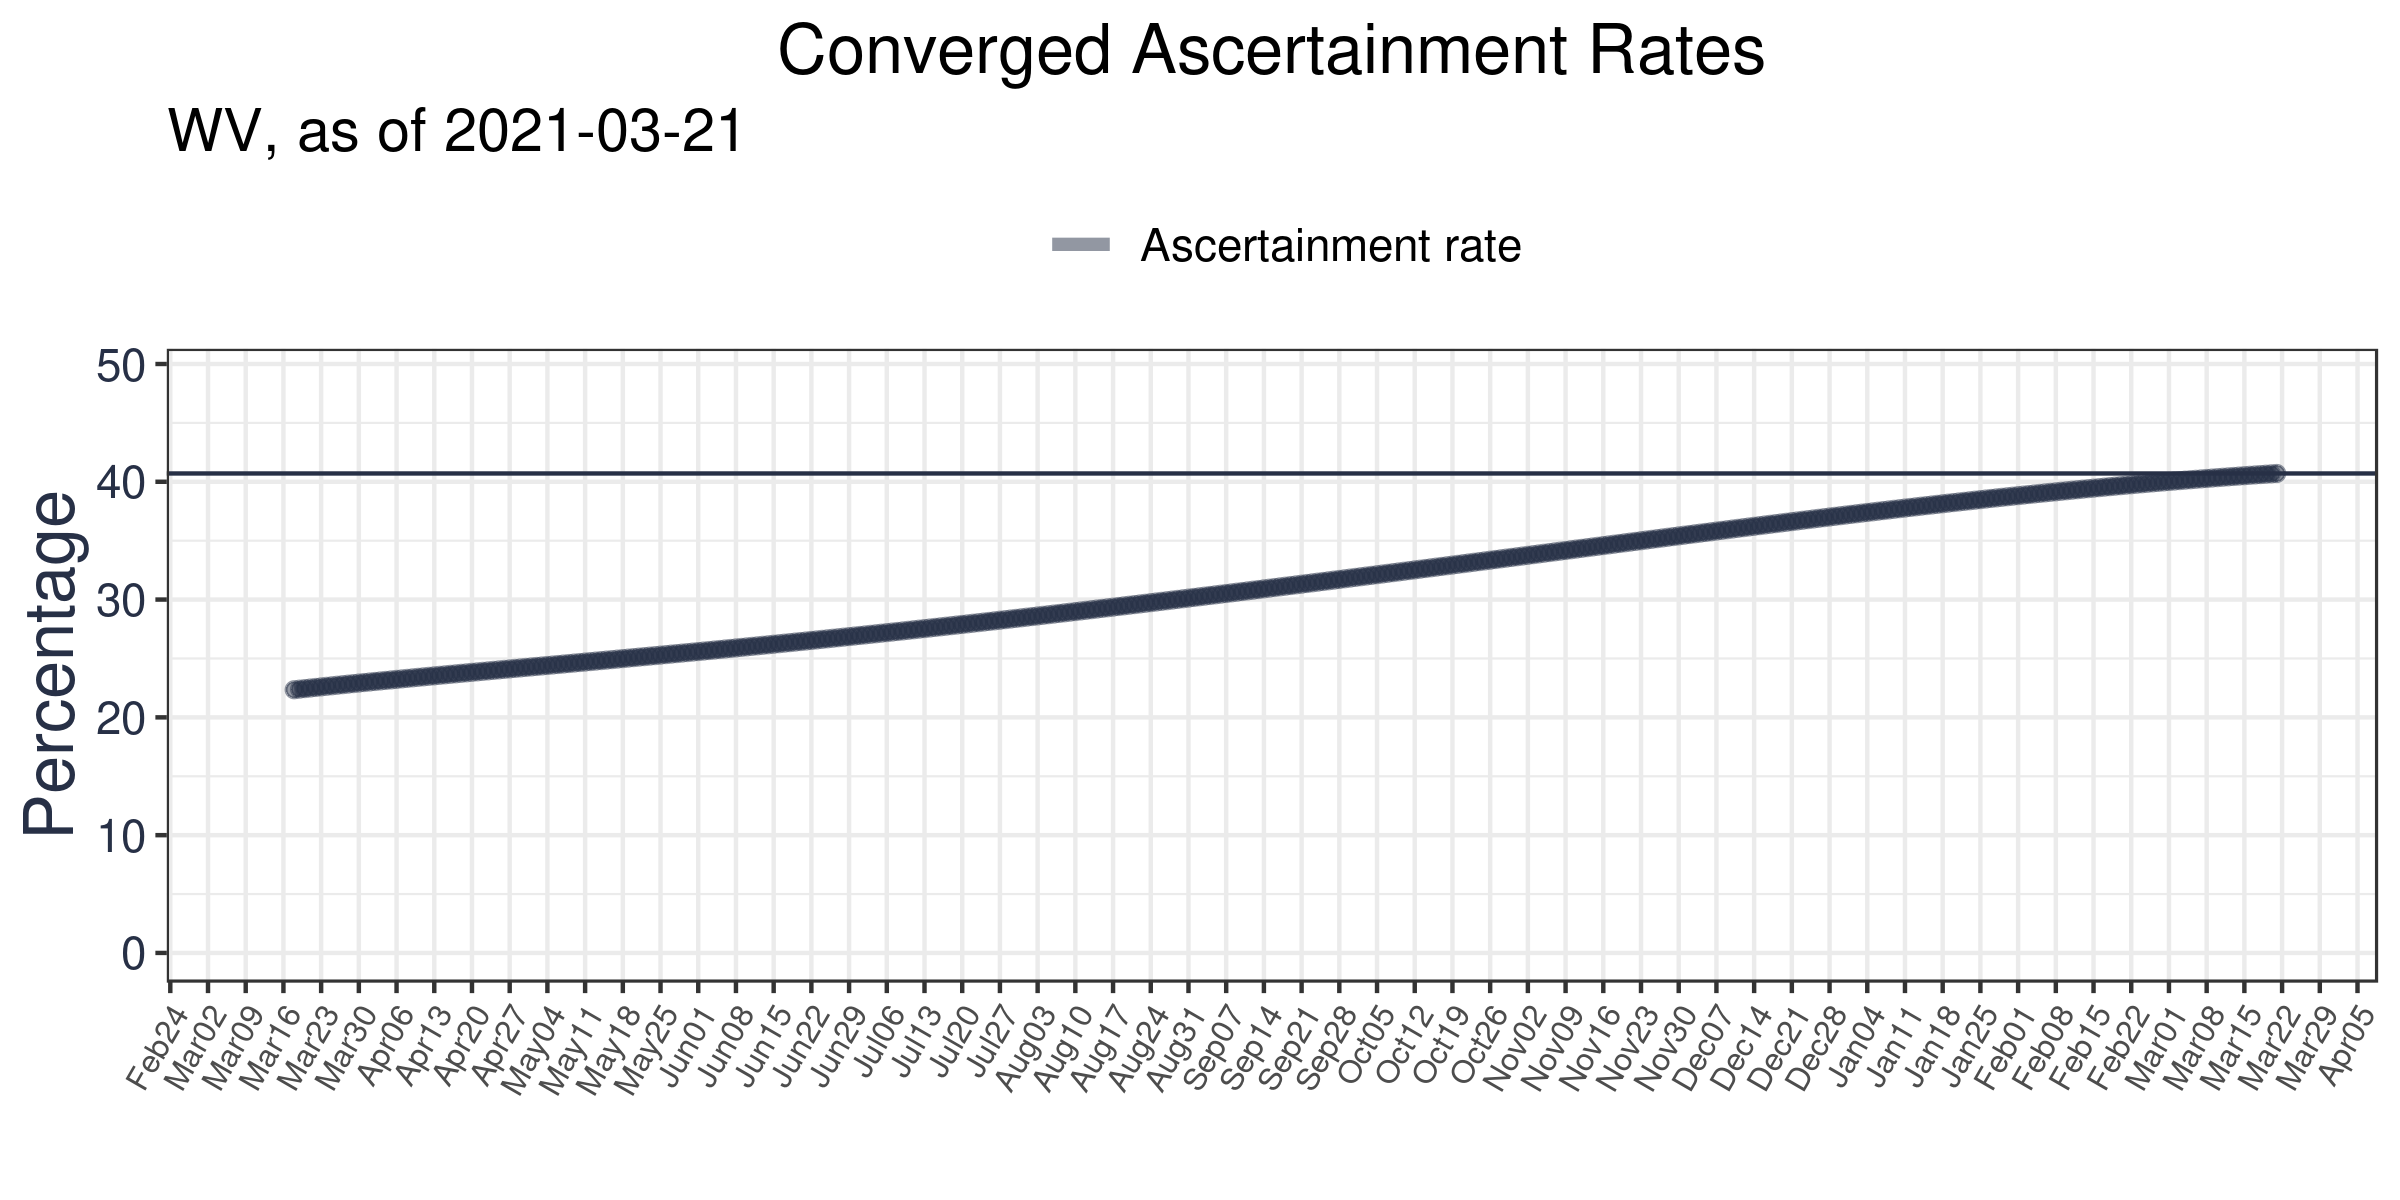 Converged Ascertainment Rates
WV, as of 2021-03-21
Ascertainment rate
Percentage
50
40
30
20
10
0
Feb24 Mar02 Mar09 Mar16 Mar23 Mar30 Apr06 Apr13 Apr20 Apr27 May04 May11 May18 May25 Jun01 Jun08 Jun15 Jun22 Jun29 Jul06 Jul13 Jul20 Jul27 Aug03 Aug10 Aug17 Aug24 Aug31 Sep07 Sep14 Sep21 Sep28 Oct05 Oct12 Oct19 Oct26 Nov02 Nov09 Nov16 Nov23 Nov30 Dec07 Dec14 Dec21 Dec28 Jan04 Jan11 Jan18 Jan25 Feb01 Feb08 Feb15 Feb22 Mar01 Mar08 Mar15 Mar22 Mar29 Apr05